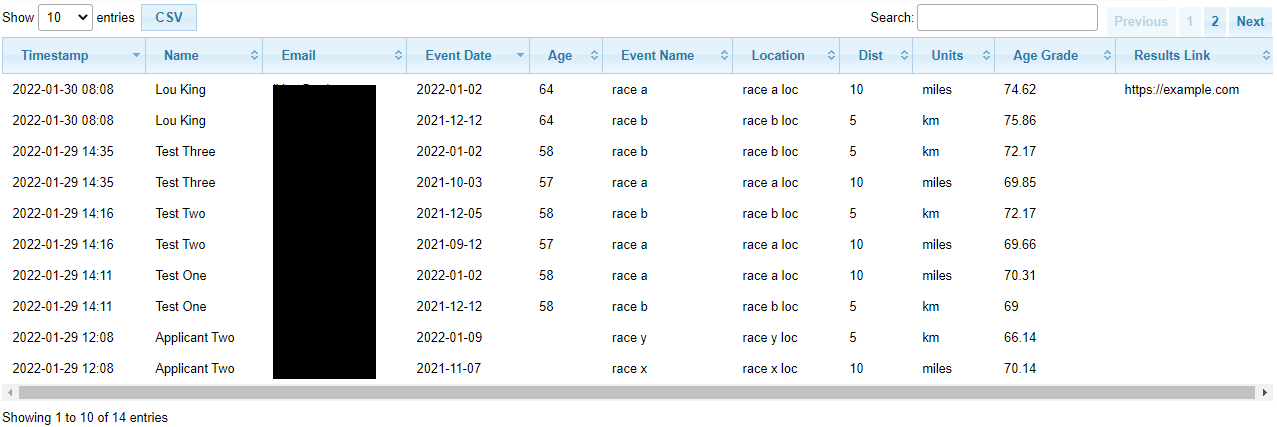 Show 10 entries CSV Search: Previous 1 2 Next
Timestamp Name Email Event Date Age Event Name Location Dist Units Age Grade Results Link
2022-01-30 08:08 Lou King 2022-01-02 64 race a race a loc 10 miles 74.62 https://example.com
2022-01-30 08:08 Lou King 2021-12-12 64 race b race b loc 5 km 75.86
2022-01-29 14:35 Test Three 2022-01-02 58 race b race b loc 5 km 72.17
2022-01-29 14:35 Test Three 2021-10-03 57 race a race a loc 10 miles 69.85
2022-01-29 14:16 Test Two 2021-12-05 58 race b race b loc 5 km 72.17
2022-01-29 14:16 Test Two 2021-09-12 57 race a race a loc 10 miles 69.66
2022-01-29 14:11 Test One 2022-01-02 58 race a race a loc 10 miles 70.31
2022-01-29 14:11 Test One 2021-12-12 58 race b race b loc 5 km 69
2022-01-29 12:08 Applicant Two 2022-01-09 race y race y loc 5 km 66.14
2022-01-29 12:08 Applicant Two 2021-11-07 race x race x loc 10 miles 70.14
Showing 1 to 10 of 14 entries